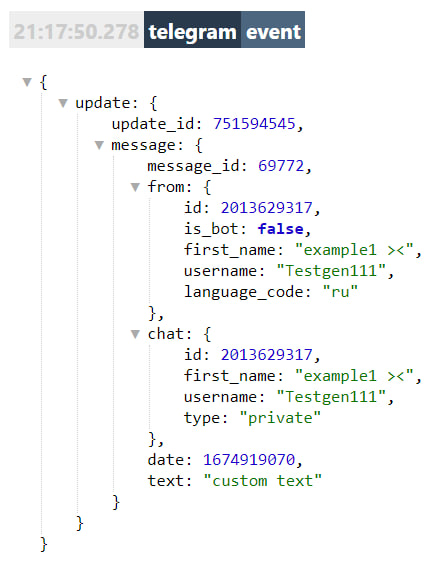 21:17:50.278 telegram event
{
update: {
update_id: 751594545,
message: {
message_id: 69772,
from: {
id: 2013629317,
is_bot: false,
first_name: "example1 ><",
username: "Testgen111",
language_code: "ru"
},
chat: {
id: 2013629317,
first_name: "example1 ><",
username: "Testgen111",
type: "private"
},
date: 1674919070,
text: "custom text"
}
}
}